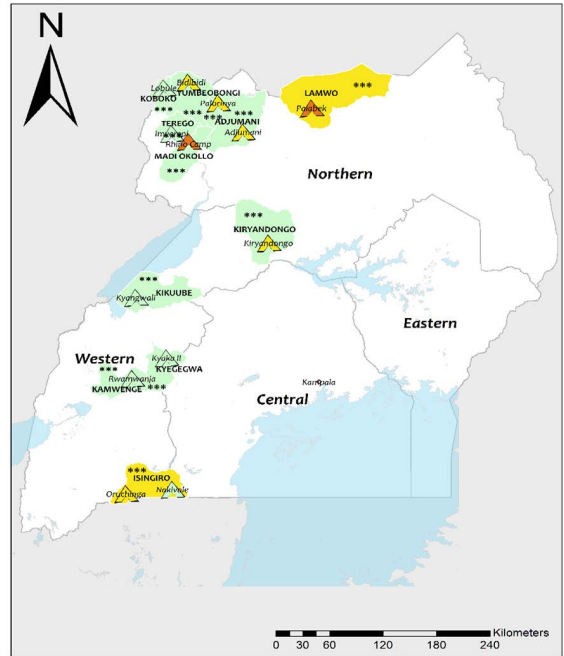 N
Bidibidi
Lobule
TUMBEOBONGI
KOBOKO
Palorinya
***
***
***
***
TEREGO
ADJUMANI
Imvepi
***
Adjumani
Rhino Camp
MADI OKOLLO
***
LAMWO
***
Palabek
Northern
***
KIRYANDONGO
Kiryandongo
***
KIKUUBE
Kyangwali
Eastern
Western
Kyaka II
***
KYEGEGWA
Rwamwanja
KAMWENGE
***
Kampala
Central
***
ISINGIRO
Oruchinga
Nakivale
Kilometers
0 30 60 120 180 240